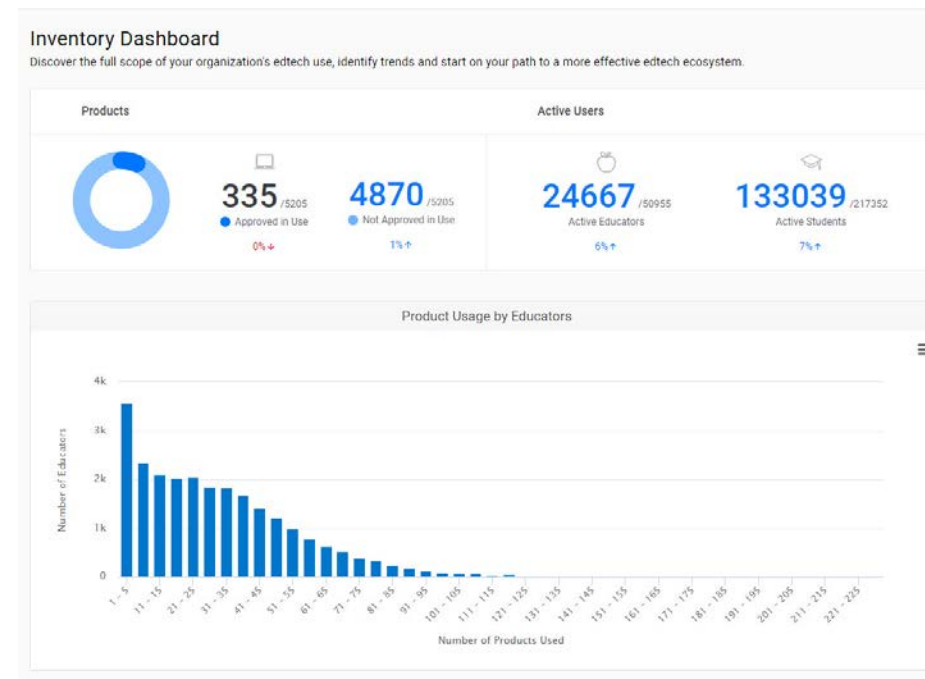 Inventory Dashboard
Discover the full scope of your organization's edtech use, identify trends and start on your path to a more effective edtech ecosystem.
Products
Active Users
335 /5205
Approved in Use
0%↓
4870 /5205
Not Approved in Use
1%↑
24667 /50955
Active Educators
6%↑
133039 /217352
Active Students
7%↑
Product Usage by Educators
Number of Educators
4k
3k
2k
1k
0
1 - 5
11 - 15
21 - 25
31 - 35
41 - 45
51 - 55
61 - 65
71 - 75
81 - 85
91 - 95
101 - 105
111 - 115
121 - 125
131 - 135
141 - 145
151 - 155
161 - 165
171 - 175
181 - 185
191 - 195
201 - 205
211 - 215
221 - 225
Number of Products Used